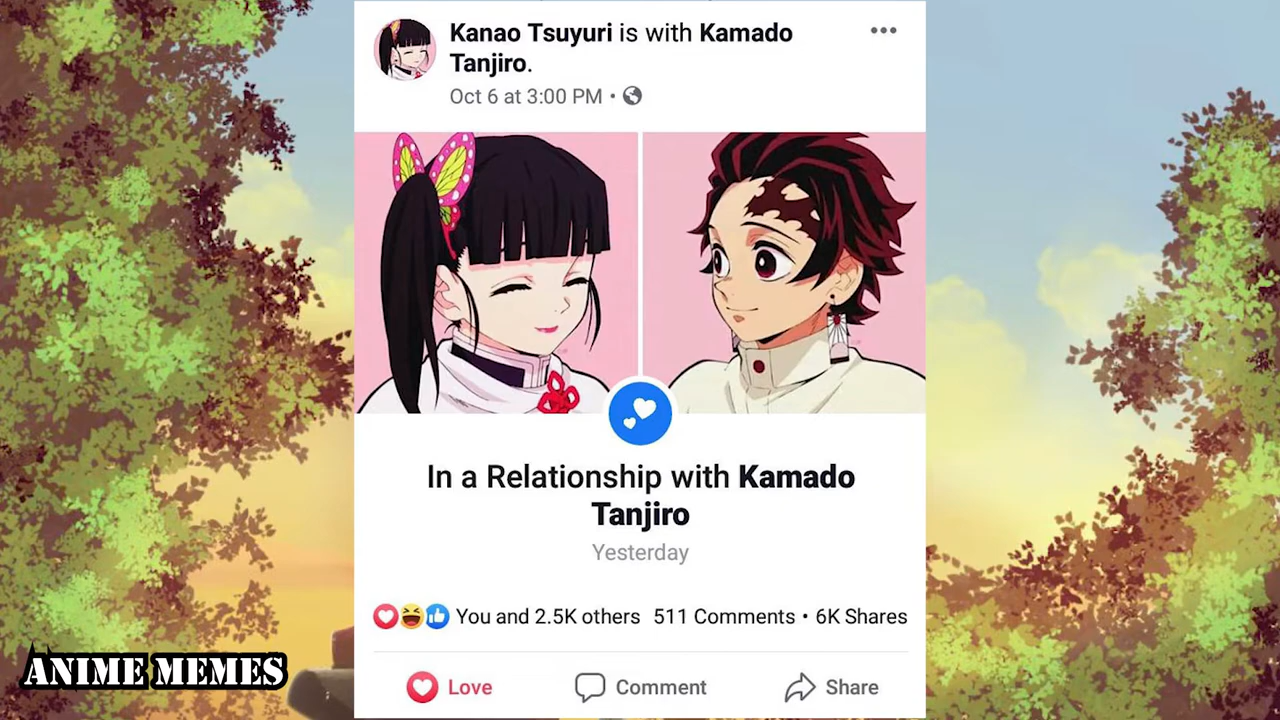 Kanao Tsuyuri is with Kamado
Tanjiro.
Oct 6 at 3:00 PM •
In a Relationship with Kamado
Tanjiro
Yesterday
You and 2.5K others 511 Comments • 6K Shares
Love Comment Share
ANIME MEMES